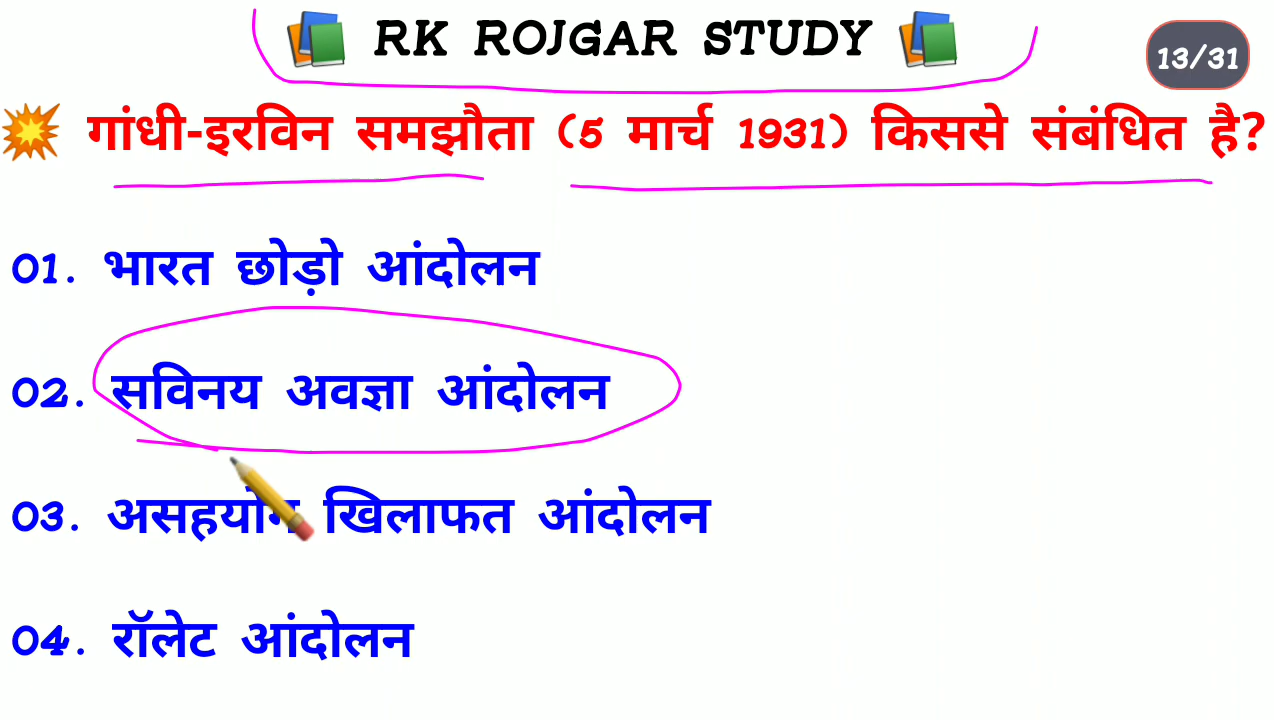 RK ROJGAR STUDY
13/31
गांधी-इरविन समझौता (5 मार्च 1931) किससे संबंधित है?
01. भारत छोड़ो आंदोलन
02. सविनय अवज्ञा आंदोलन
03. असहयोग खिलाफत आंदोलन
04. रॉलेट आंदोलन